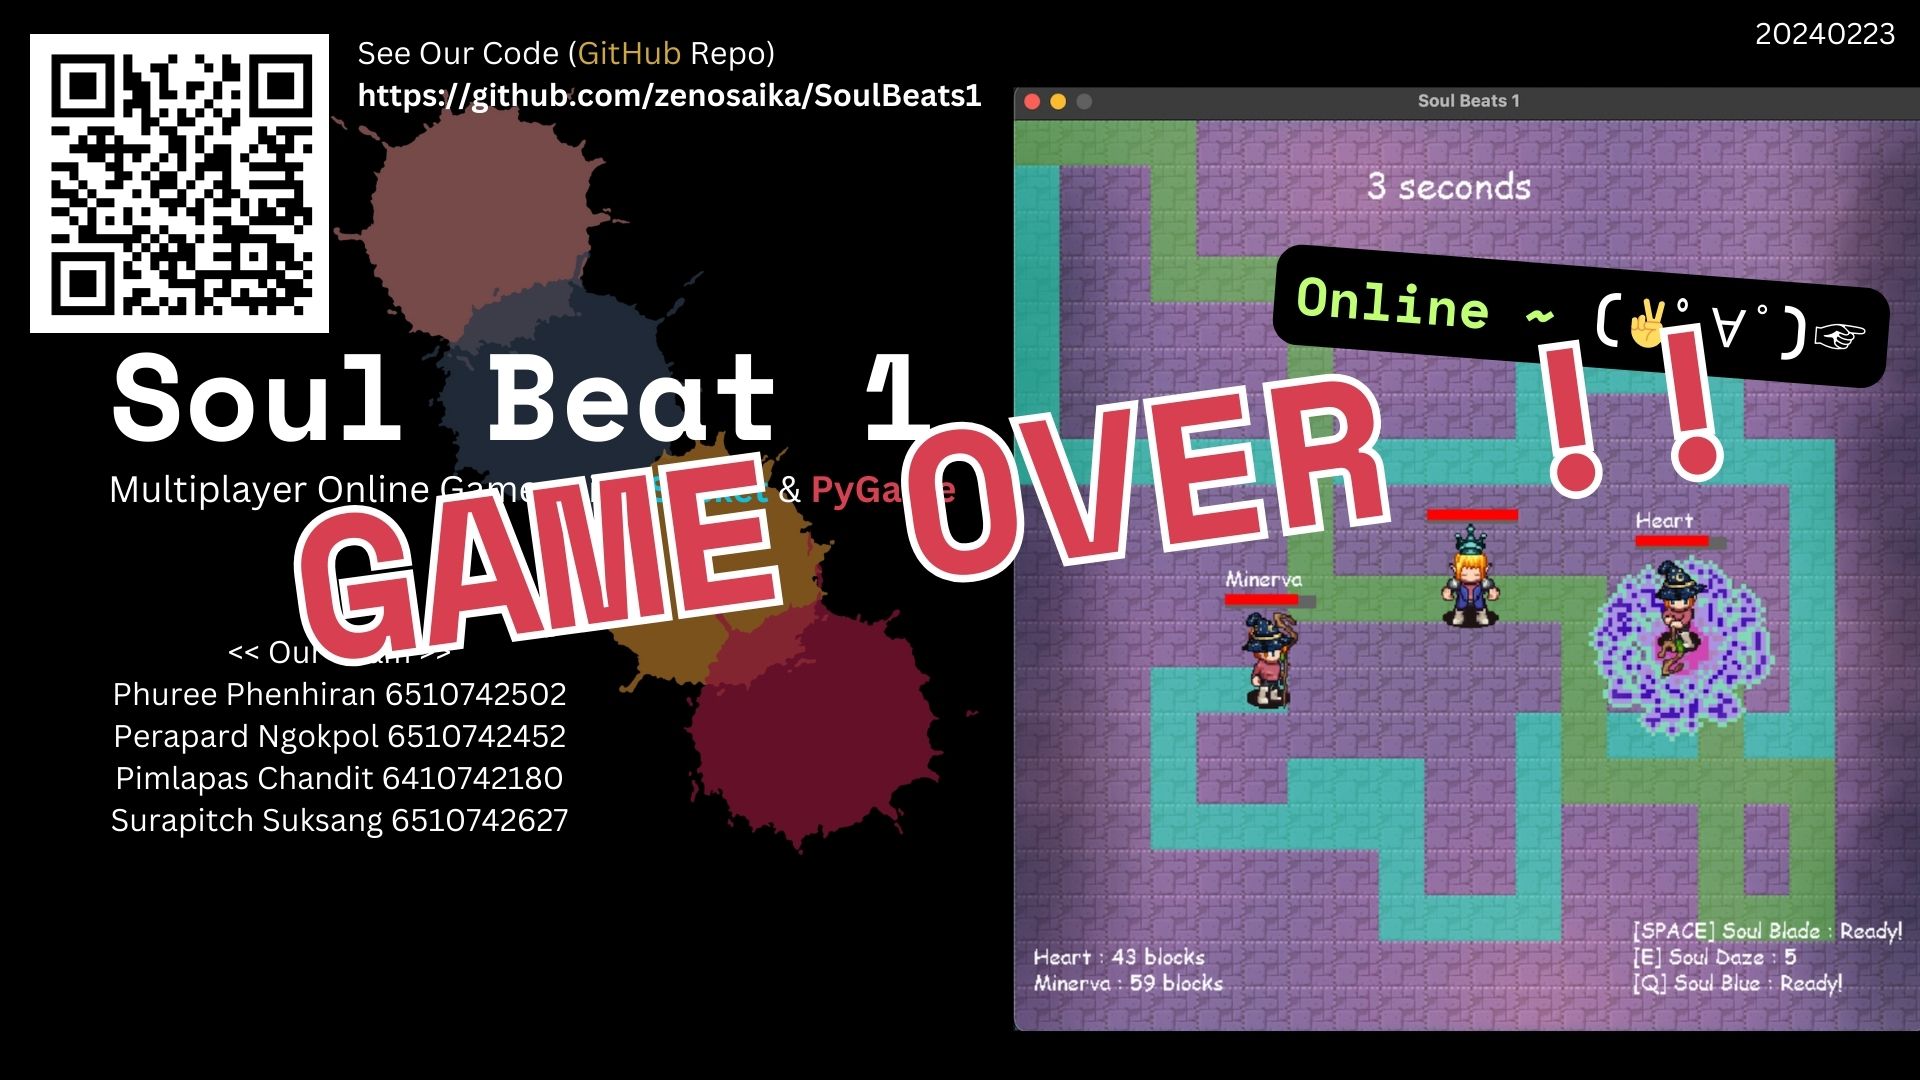 See Our Code (GitHub Repo)
https://github.com/zenosaika/SoulBeats1
20240223
Soul Beats 1
3 seconds
Online ~ (✌°∀°)☞
Soul Beat 1
Multiplayer Online Game & PyGame
GAME OVER !!
<< Our >>
Phuree Phenhiran 6510742502
Perapard Ngokpol 6510742452
Pimlapas Chandit 6410742180
Surapitch Suksang 6510742627
Heart
Minerva
Heart : 43 blocks
Minerva : 59 blocks
[SPACE] Soul Blade : Ready!
[E] Soul Daze : 5
[Q] Soul Blue : Ready!